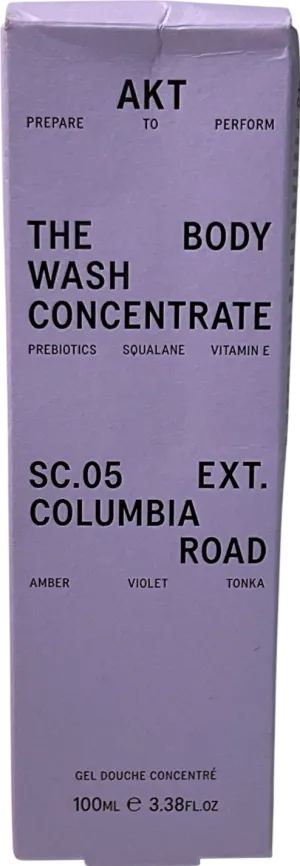 AKT
PREPARE TO PERFORM
THE BODY
WASH
CONCENTRATE
PREBIOTICS SQUALANE VITAMIN E
SC.05 EXT.
COLUMBIA
ROAD
AMBER VIOLET TONKA
GEL DOUCHE CONCENTRÉ
100ML ℮ 3.38FL.OZ